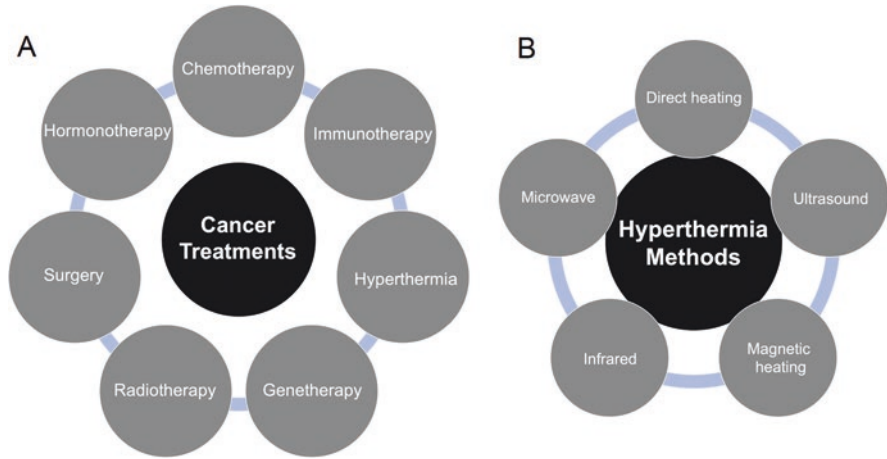 A
Chemotherapy
Immunotherapy
Hyperthermia
Genetherapy
Radiotherapy
Surgery
Hormonotherapy
Cancer
Treatments
B
Direct heating
Ultrasound
Magnetic
heating
Infrared
Microwave
Hyperthermia
Methods